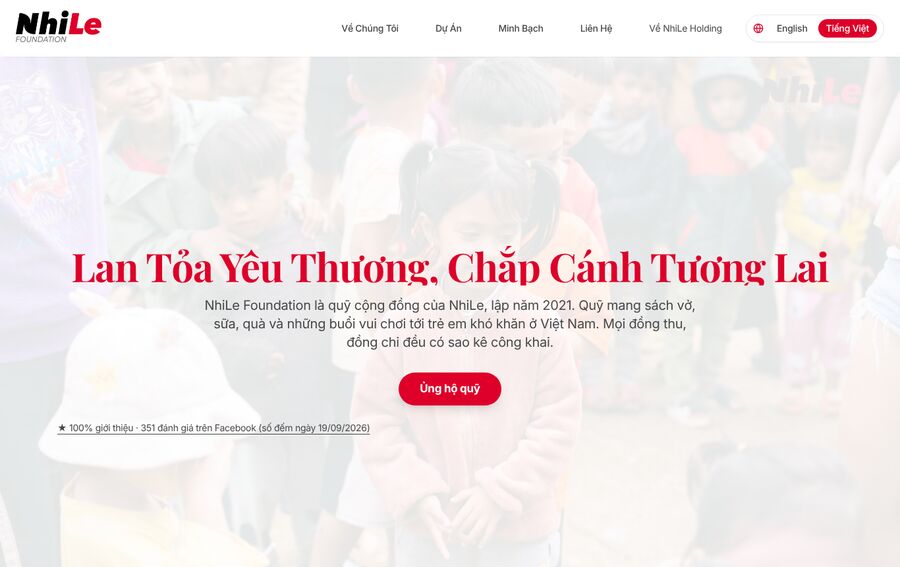 NhiLe
FOUNDATION
Về Chúng Tôi
Dự Án
Minh Bạch
Liên Hệ
Về NhiLe Holding
English
Tiếng Việt
NhiLe
Lan Tỏa Yêu Thương, Chắp Cánh Tương Lai
NhiLe Foundation là quỹ cộng đồng của NhiLe, lập năm 2021. Quỹ mang sách vở,
sữa, quà và những buổi vui chơi tới trẻ em khó khăn ở Việt Nam. Mọi đồng thu,
đồng chi đều có sao kê công khai.
Ủng hộ quỹ
★ 100% giới thiệu · 351 đánh giá trên Facebook (số đếm ngày 19/09/2026)